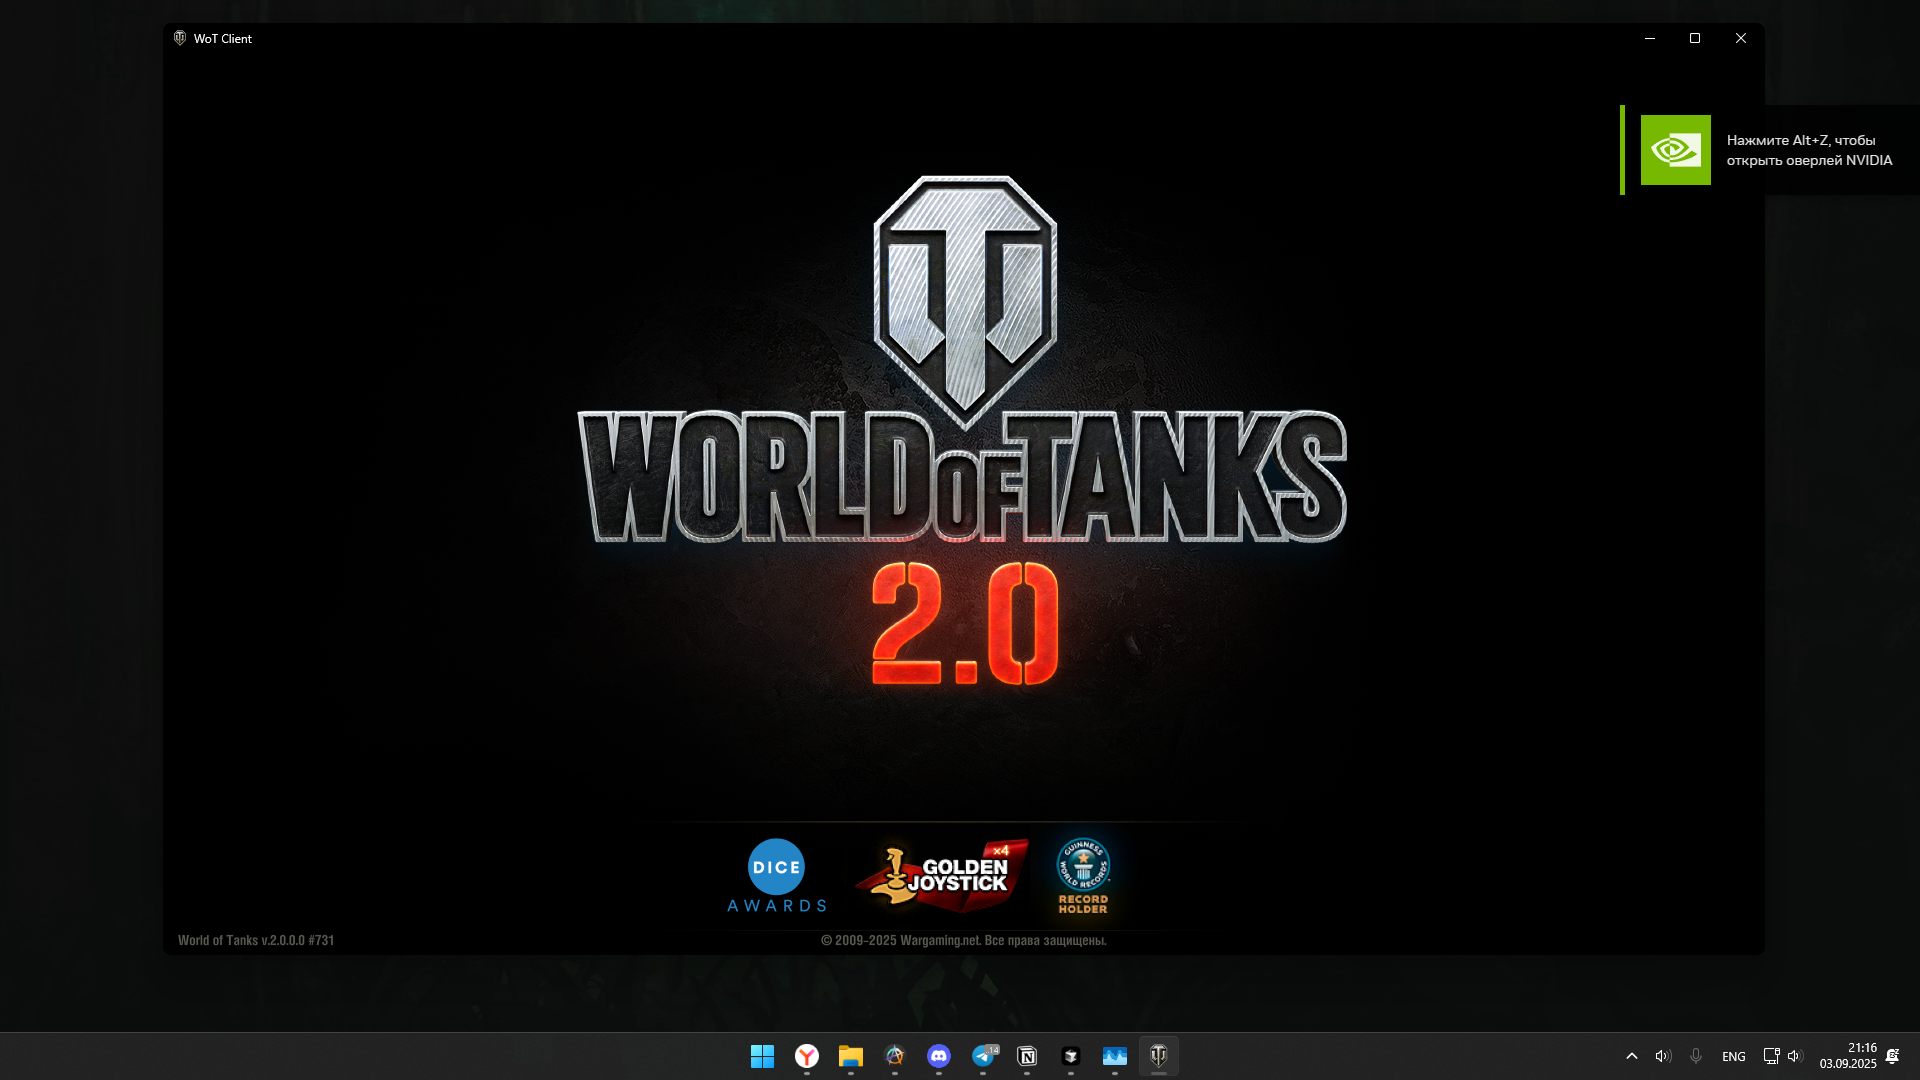 WoT Client
Нажмите Alt+Z, чтобы
открыть оверлей NVIDIA
WORLD OF TANKS
2.0
DICE
AWARDS
x4
GOLDEN
JOYSTICK
GUINNESS
WORLD RECORDS
RECORD
HOLDER
World of Tanks v.2.0.0.0 #731
© 2009-2025 Wargaming.net. Все права защищены.
14
ENG
21:16
03.09.2025